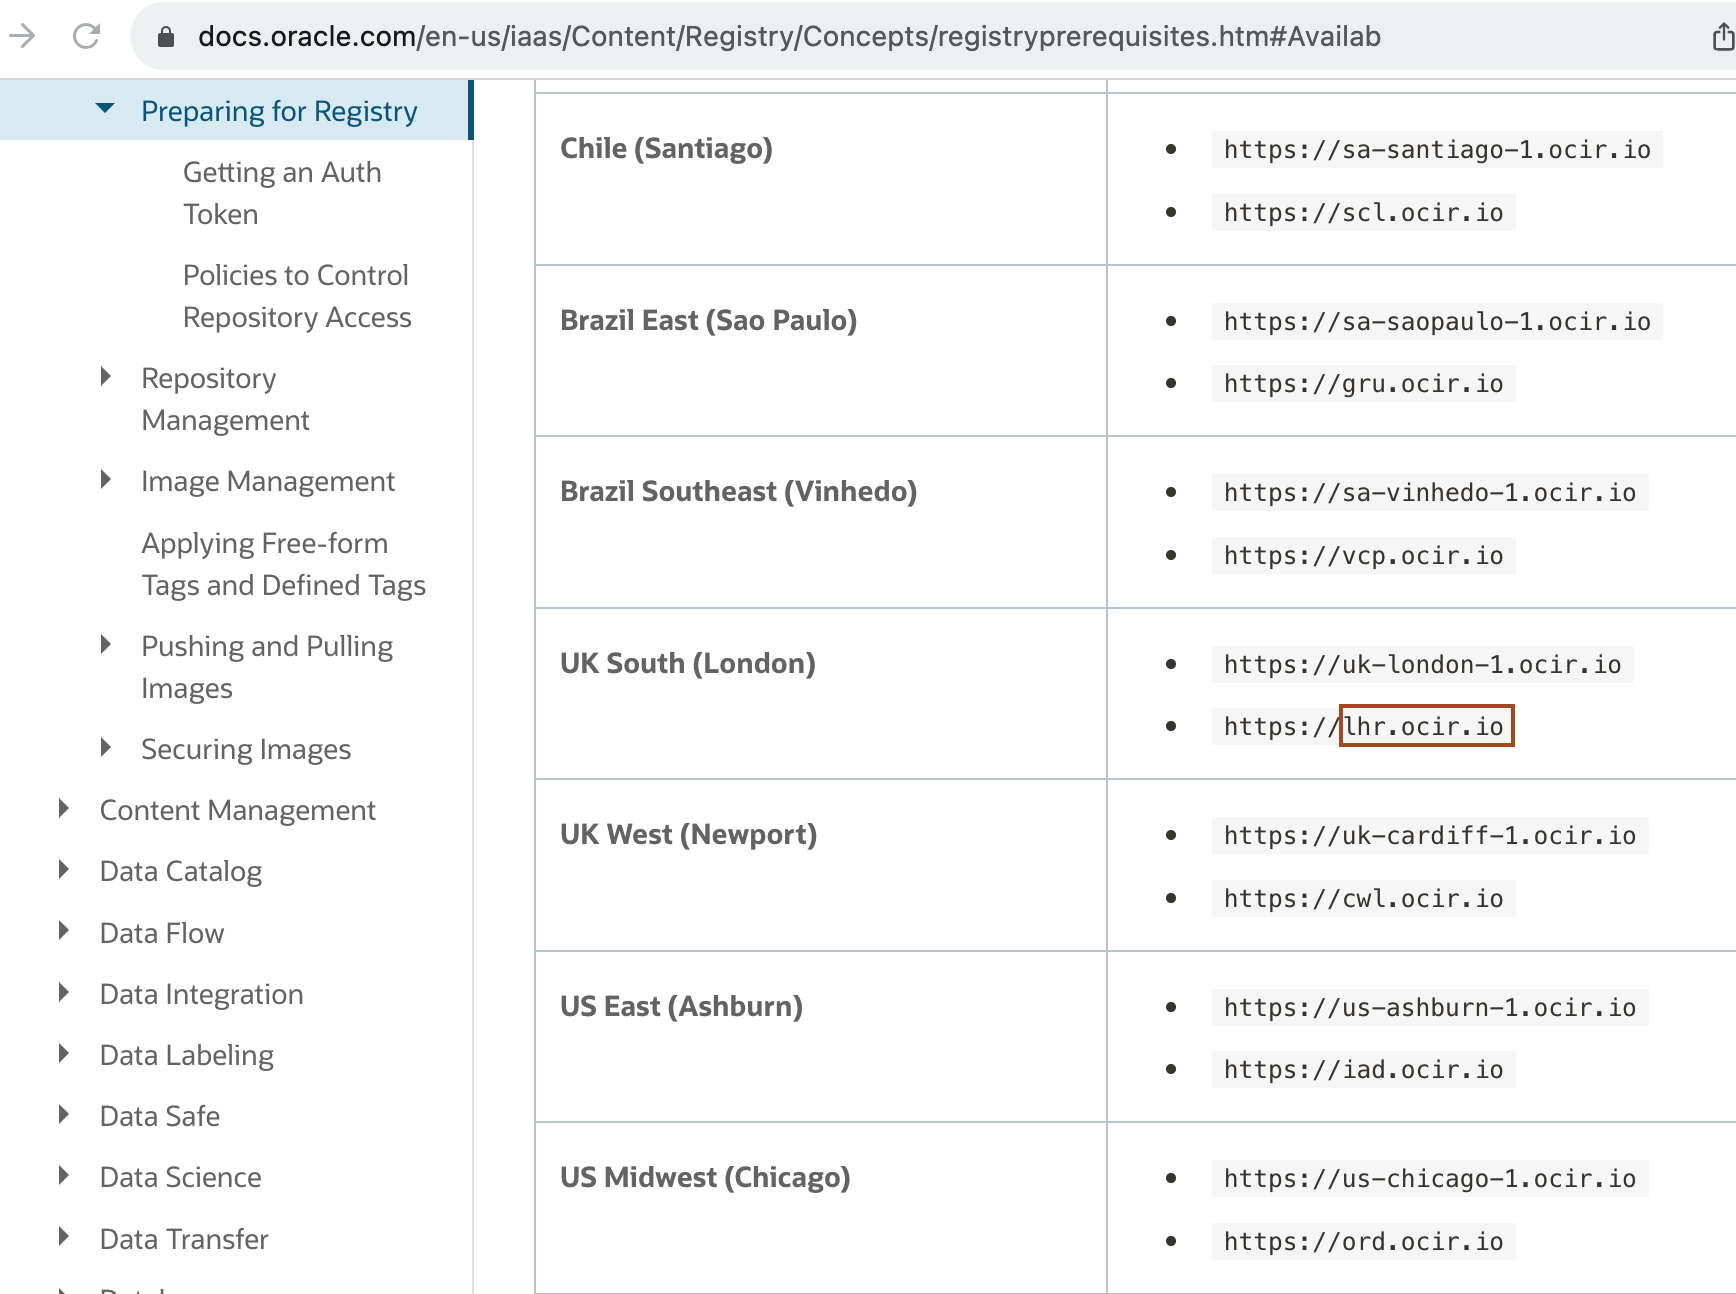 docs.oracle.com/en-us/iaas/Content/Registry/Concepts/registryprerequisites.htm#Availab
Preparing for Registry
Getting an Auth
Token
Policies to Control
Repository Access
Repository
Management
Image Management
Applying Free-form
Tags and Defined Tags
Pushing and Pulling
Images
Securing Images
Content Management
Data Catalog
Data Flow
Data Integration
Data Labeling
Data Safe
Data Science
Data Transfer
Chile (Santiago)
https://sa-santiago-1.ocir.io
https://scl.ocir.io
Brazil East (Sao Paulo)
https://sa-saopaulo-1.ocir.io
https://gru.ocir.io
Brazil Southeast (Vinhedo)
https://sa-vinhedo-1.ocir.io
https://vcp.ocir.io
UK South (London)
https://uk-london-1.ocir.io
https://lhr.ocir.io
UK West (Newport)
https://uk-cardiff-1.ocir.io
https://cwl.ocir.io
US East (Ashburn)
https://us-ashburn-1.ocir.io
https://iad.ocir.io
US Midwest (Chicago)
https://us-chicago-1.ocir.io
https://ord.ocir.io